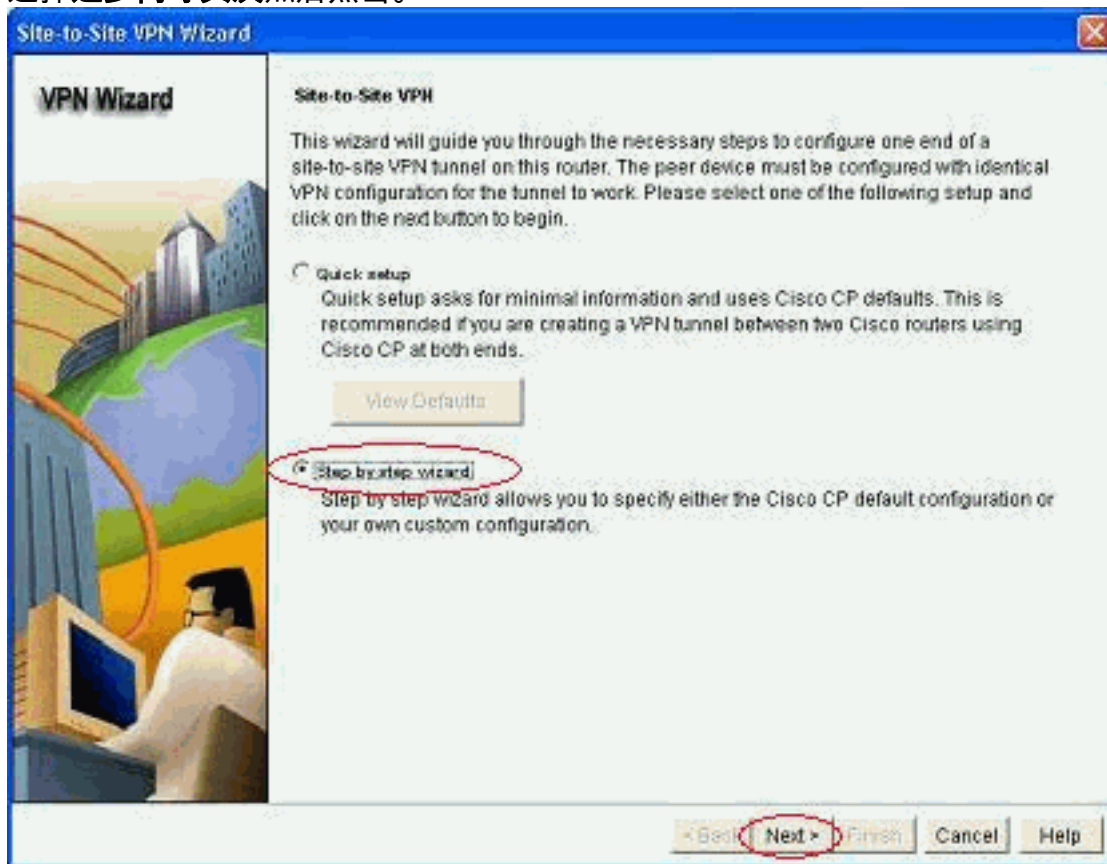 Site-to-Site VPN Wizard
VPN Wizard
Site-to-Site VPN
This wizard will guide you through the necessary steps to configure one end of a
site-to-site VPN tunnel on this router. The peer device must be configured with identical
VPN configuration for the tunnel to work. Please select one of the following setup and
click on the next button to begin.
Quick setup
Quick setup asks for minimal information and uses Cisco CP defaults. This is
recommended if you are creating a VPN tunnel between two Cisco routers using
Cisco CP at both ends.
View Defaults
Step by step wizard
Step by step wizard allows you to specify either the Cisco CP default configuration or
your own custom configuration.
< Back Next > Finish Cancel Help